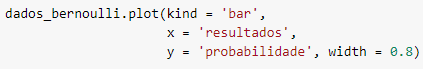 dados_bernoulli.plot(kind = 'bar',
x = 'resultados',
y = 'probabilidade', width = 0.8)